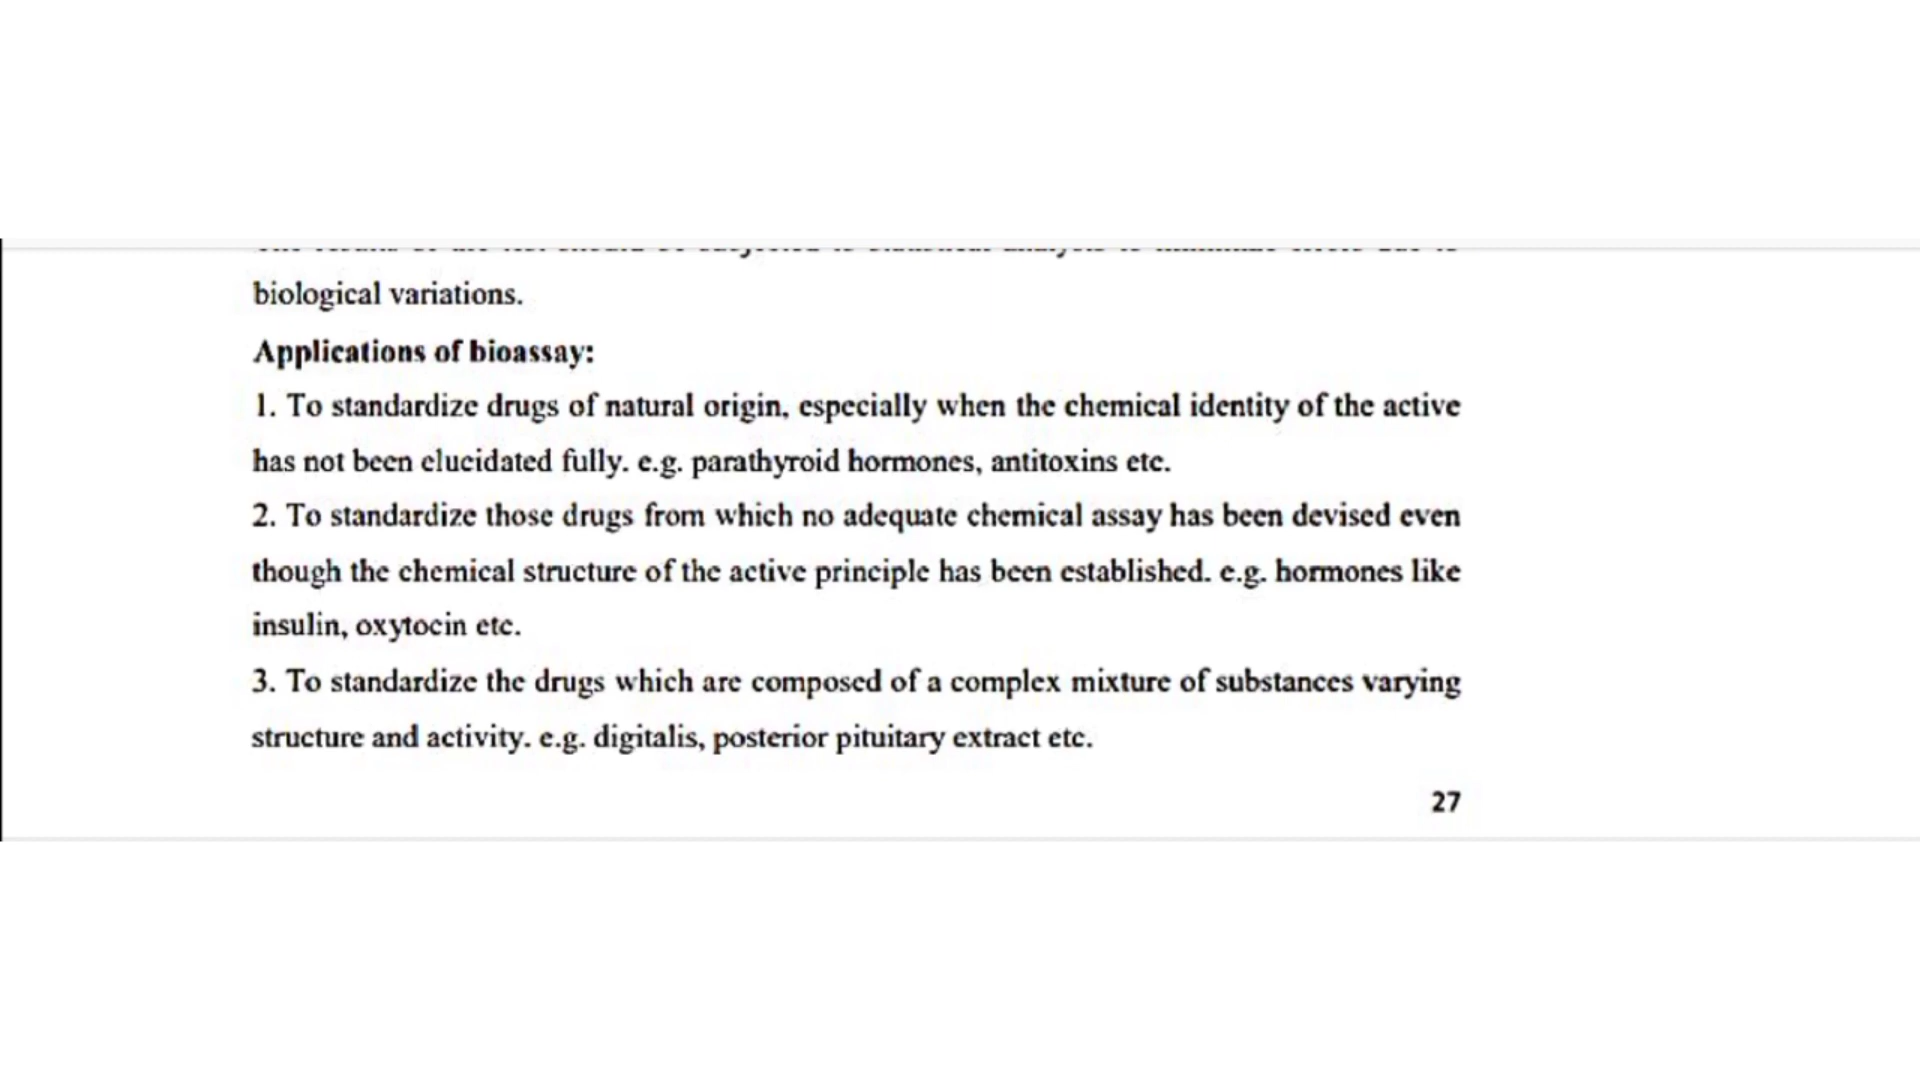 biological variations.
Applications of bioassay:
1. To standardize drugs of natural origin, especially when the chemical identity of the active
has not been elucidated fully. e.g. parathyroid hormones, antitoxins etc.
2. To standardize those drugs from which no adequate chemical assay has been devised even
though the chemical structure of the active principle has been established. e.g. hormones like
insulin, oxytocin etc.
3. To standardize the drugs which are composed of a complex mixture of substances varying
structure and activity. e.g. digitalis, posterior pituitary extract etc.
27